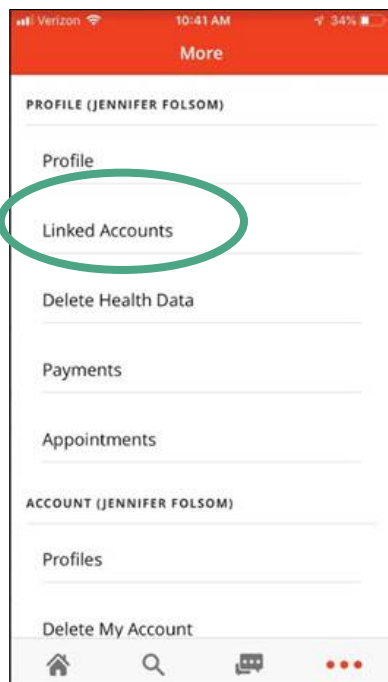 Verizon 10:41 AM 34%
More
PROFILE (JENNIFER FOLSOM)
Profile
Linked Accounts
Delete Health Data
Payments
Appointments
ACCOUNT (JENNIFER FOLSOM)
Profiles
Delete My Account